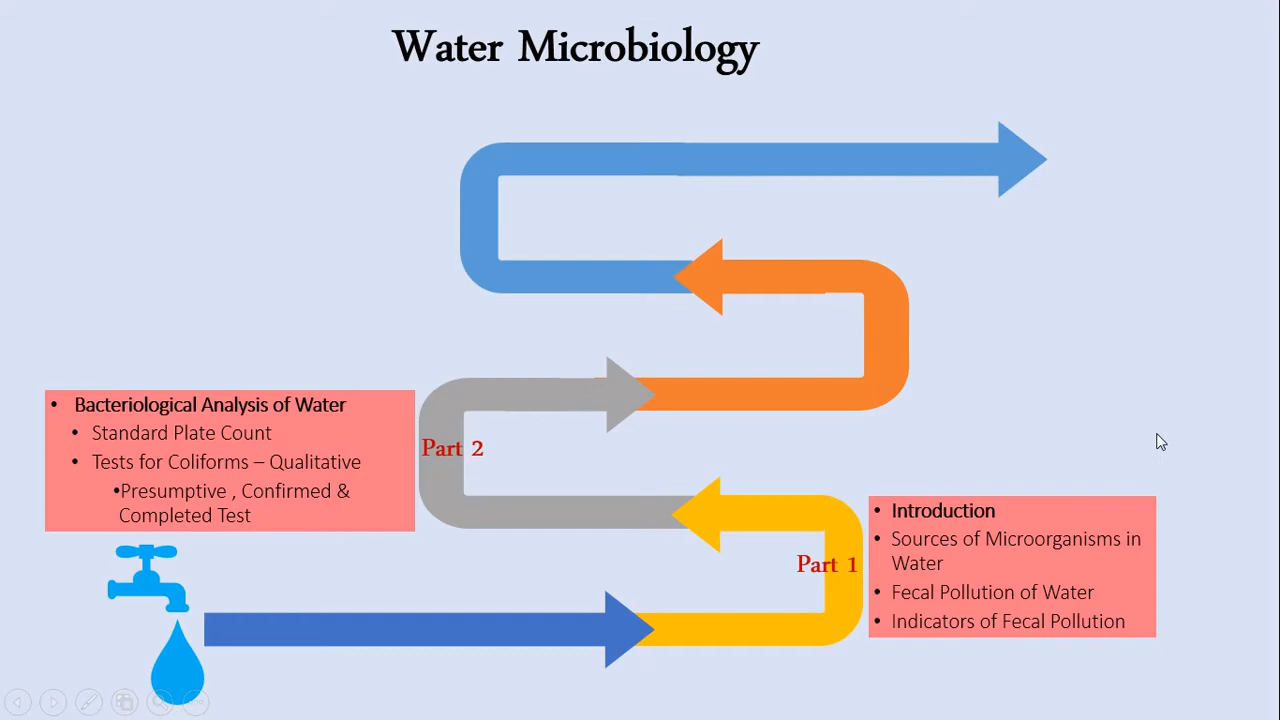 Water Microbiology
• Bacteriological Analysis of Water
• Standard Plate Count
• Tests for Coliforms – Qualitative
•Presumptive , Confirmed &
Completed Test
Part 2
Part 1
• Introduction
• Sources of Microorganisms in
Water
• Fecal Pollution of Water
• Indicators of Fecal Pollution